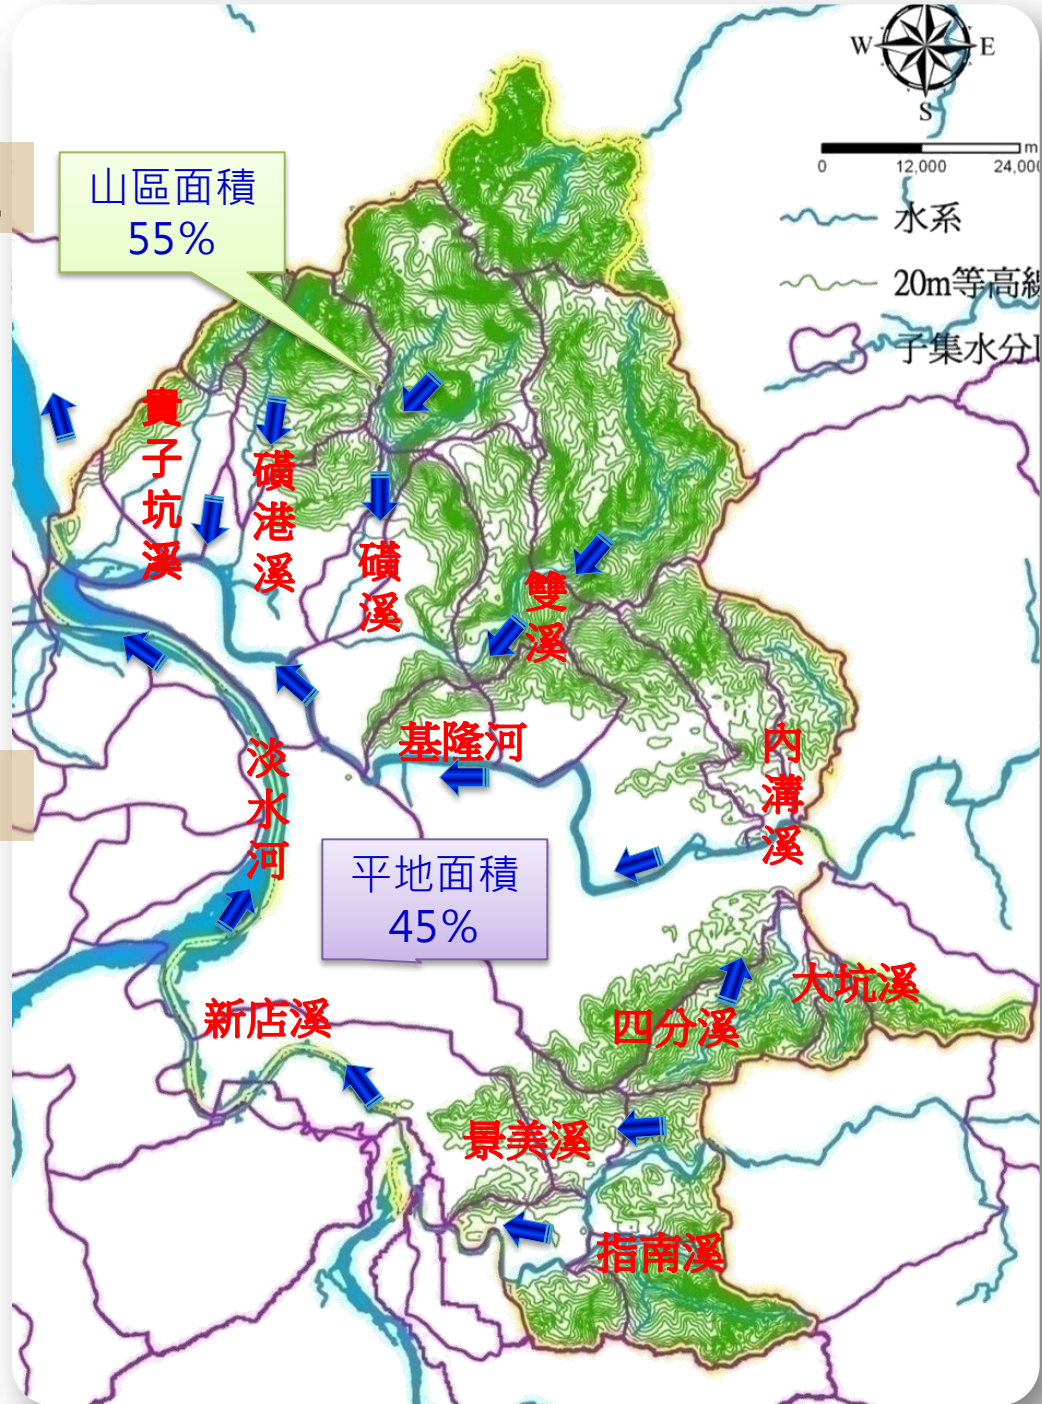 W
E
S
m
0
12,000
24,000
水系
20m等高線
子集水分區
山區面積
55%
貴子坑溪
磺港溪
磺溪
雙溪
基隆河
內溝溪
淡水河
平地面積
45%
大坑溪
四分溪
新店溪
景美溪
指南溪